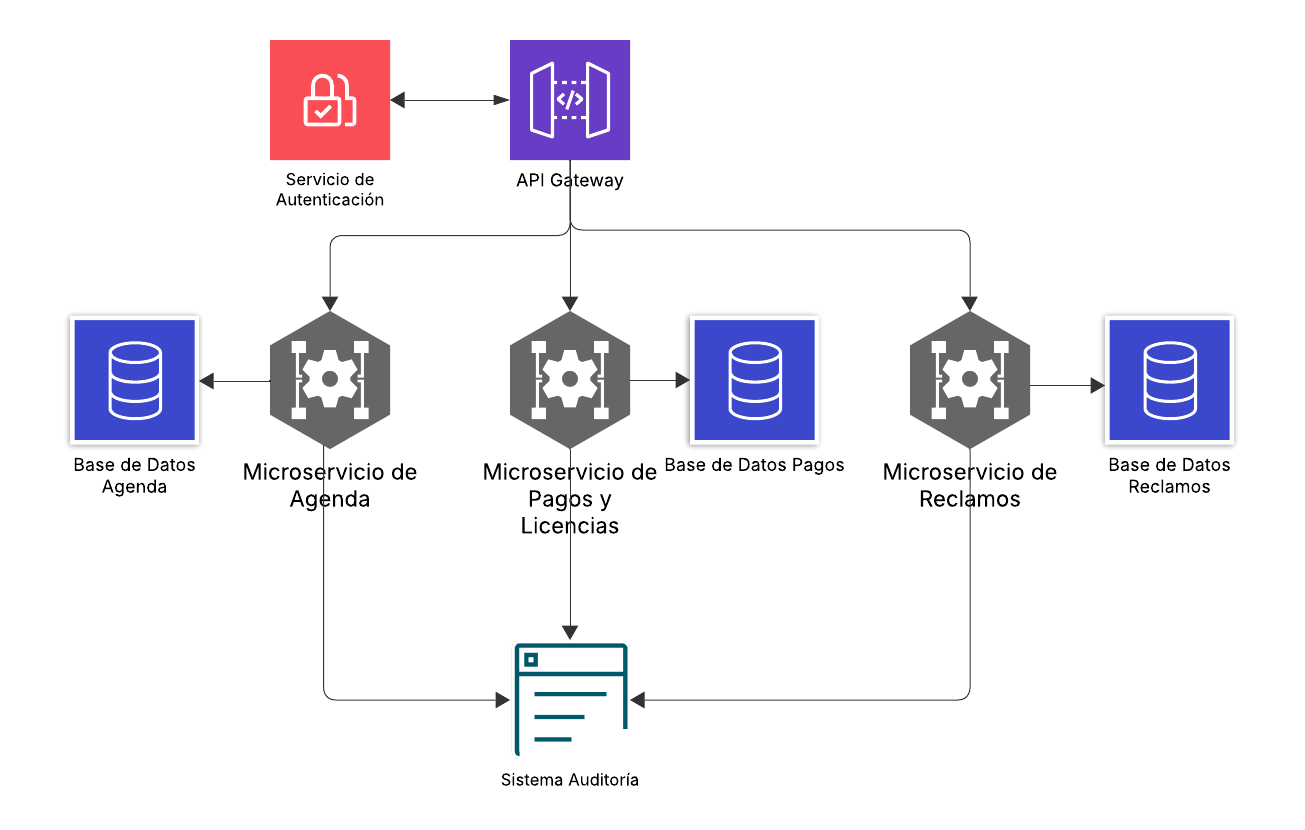 Servicio de
Autenticación
API Gateway
Base de Datos
Agenda
Microservicio de
Agenda
Microservicio de
Pagos y
Licencias
Base de Datos Pagos
Microservicio de
Reclamos
Base de Datos
Reclamos
Sistema Auditoría